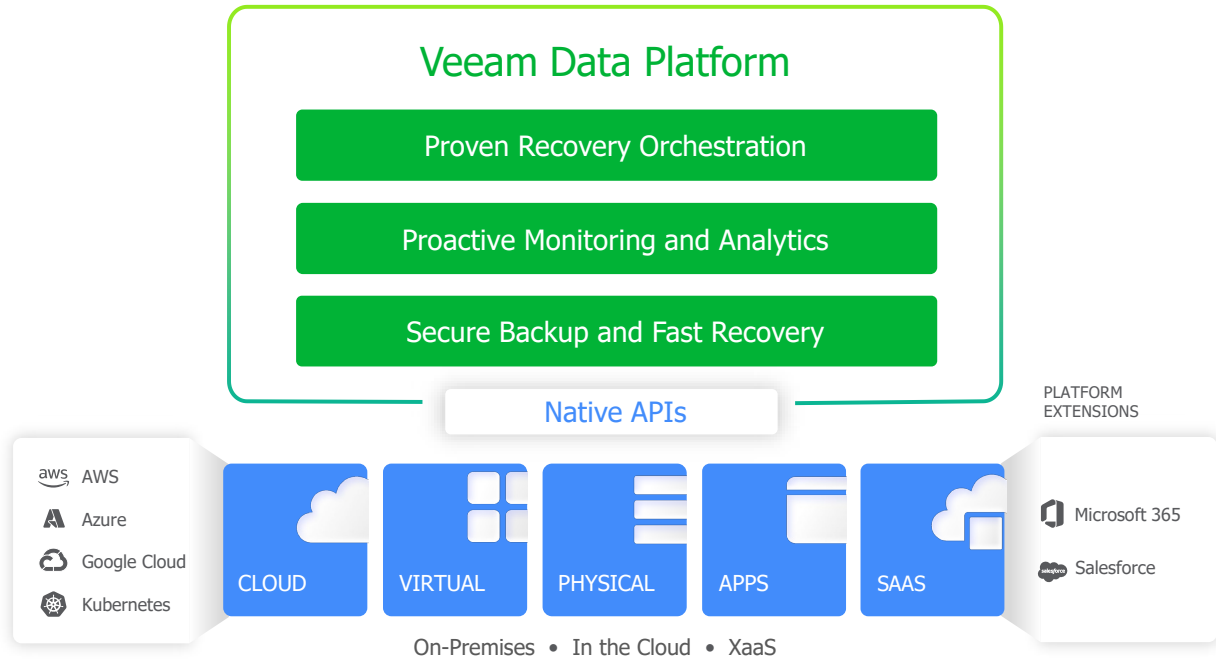 Veeam Data Platform
Proven Recovery Orchestration
Proactive Monitoring and Analytics
Secure Backup and Fast Recovery
Native APIs
PLATFORM
EXTENSIONS
aws AWS
Azure
Google Cloud
Kubernetes
CLOUD
VIRTUAL
PHYSICAL
APPS
SAAS
Microsoft 365
salesforce Salesforce
On-Premises • In the Cloud • XaaS